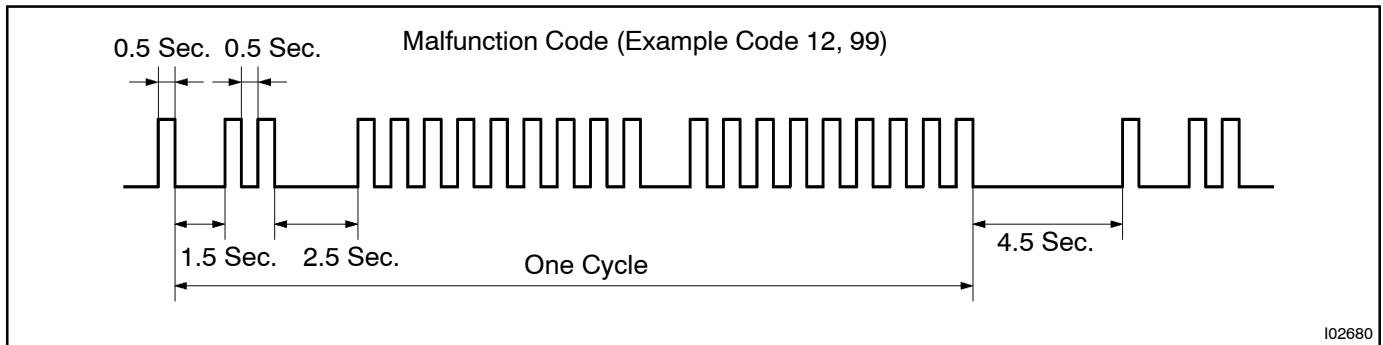 Malfunction Code (Example Code 12, 99)
0.5 Sec. 0.5 Sec.
1.5 Sec. 2.5 Sec.
4.5 Sec.
One Cycle
I02680